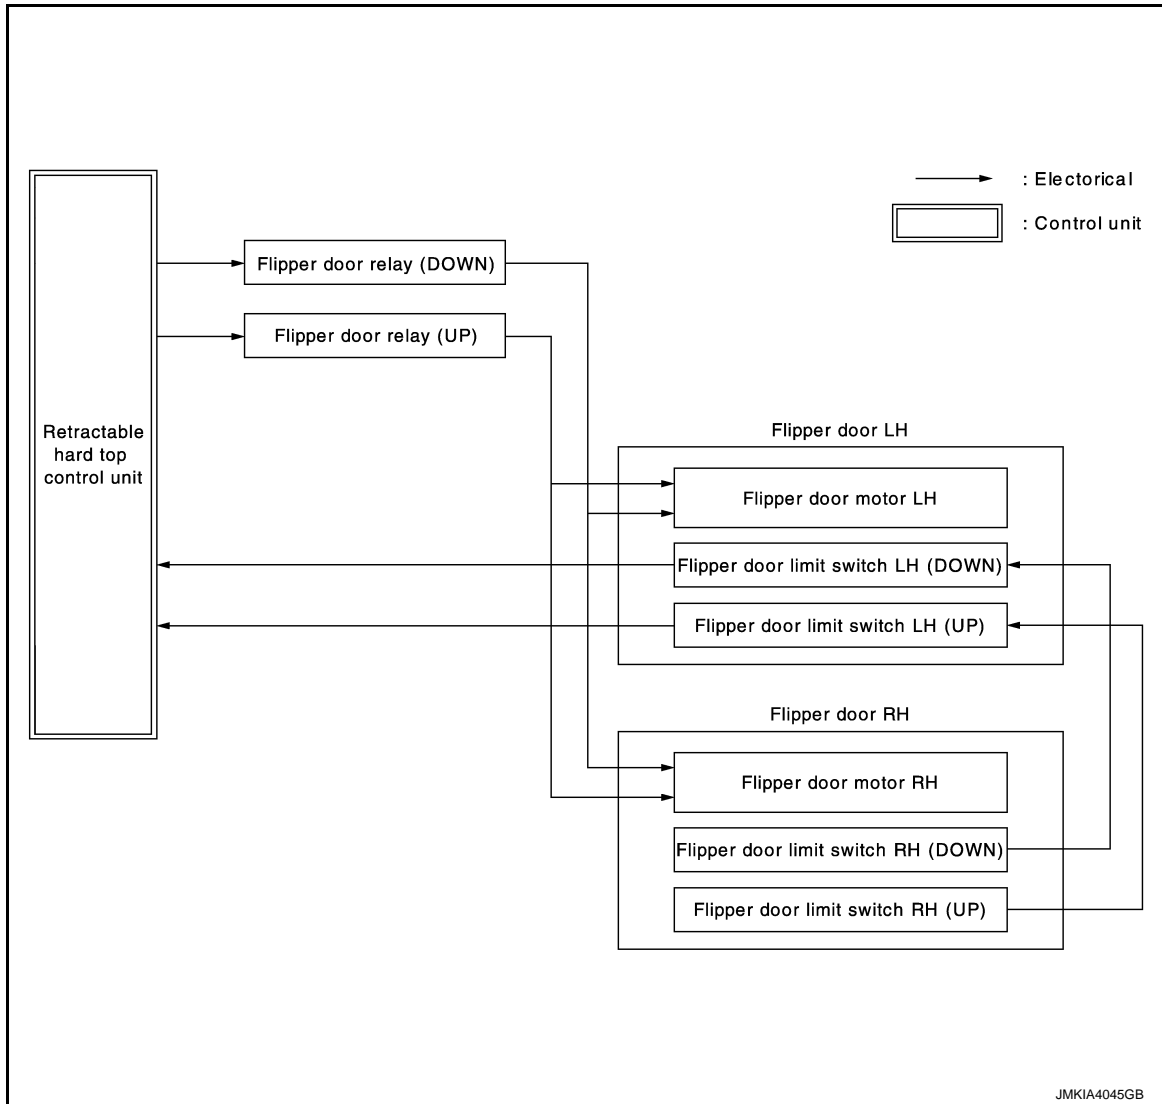 : Electorical
: Control unit
Flipper door relay (DOWN)
Flipper door relay (UP)
Retractable
hard top
control unit
Flipper door LH
Flipper door motor LH
Flipper door limit switch LH (DOWN)
Flipper door limit switch LH (UP)
Flipper door RH
Flipper door motor RH
Flipper door limit switch RH (DOWN)
Flipper door limit switch RH (UP)
JMKIA4045GB